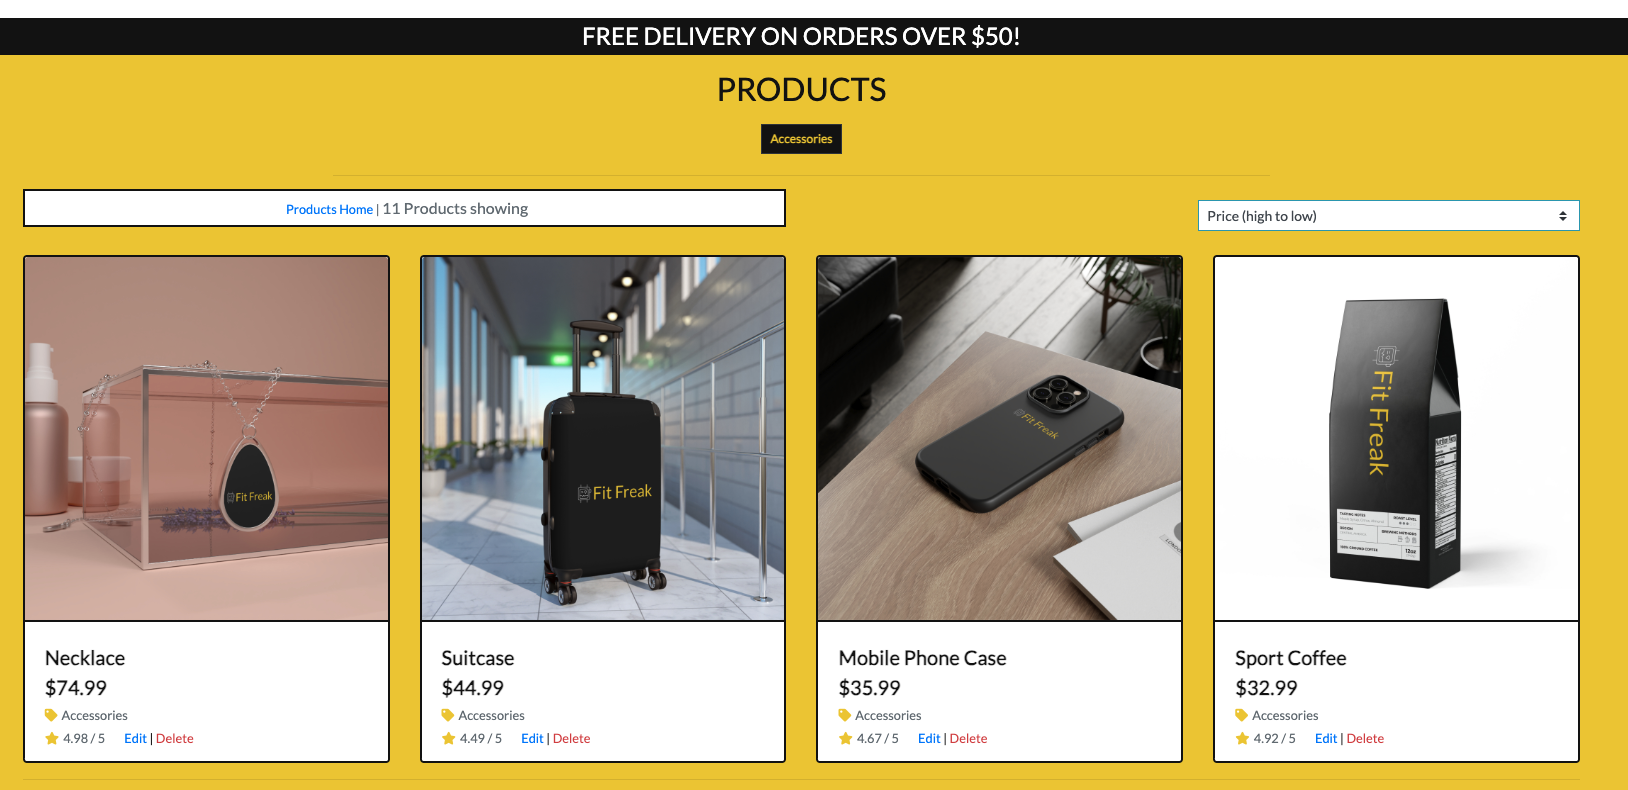 FREE DELIVERY ON ORDERS OVER $50!
PRODUCTS
Accessories
Products Home | 11 Products showing
Price (high to low)
Fit Freak
Fit Freak
Fit Freak
Fit Freak
12oz
Necklace
$74.99
Accessories
4.98 / 5 Edit | Delete
Suitcase
$44.99
Accessories
4.49 / 5 Edit | Delete
Mobile Phone Case
$35.99
Accessories
4.67 / 5 Edit | Delete
Sport Coffee
$32.99
Accessories
4.92 / 5 Edit | Delete